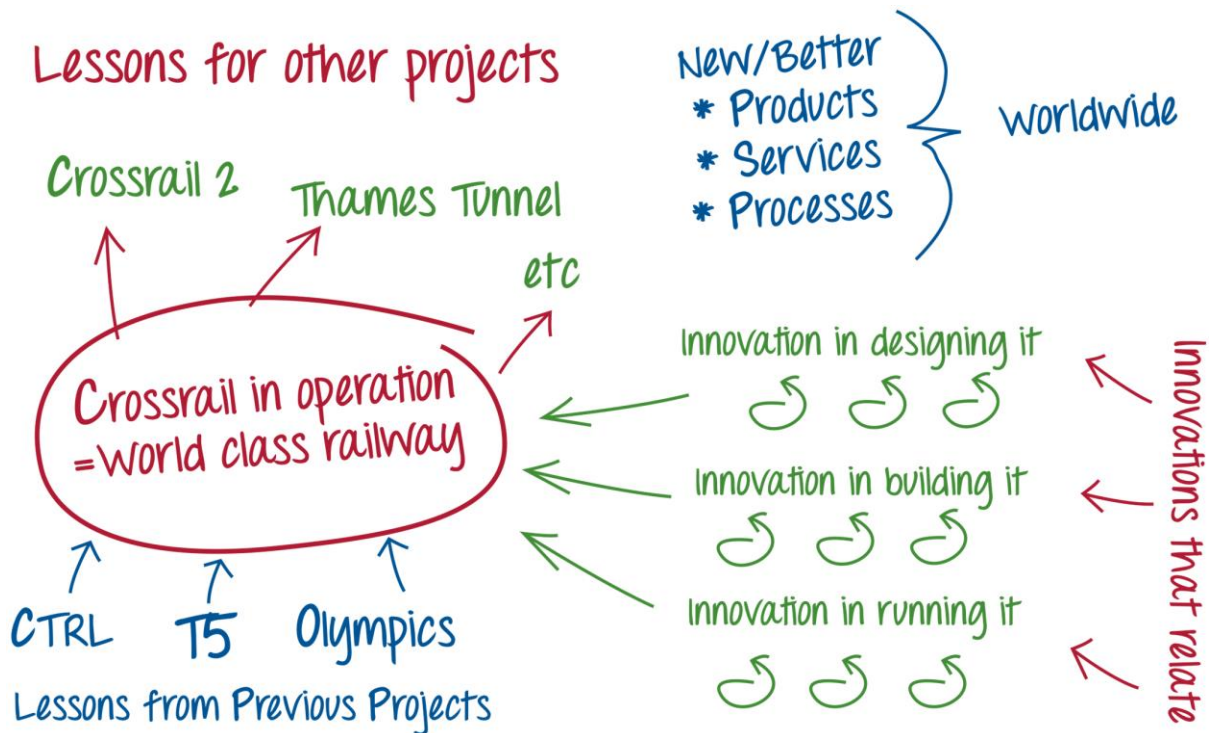 Lessons for other projects
Crossrail 2
Thames Tunnel
etc
Crossrail in operation
=World class railway
CTRL
T5
Olympics
Lessons from Previous Projects
New/Better
* Products
* Services
* Processes
Worldwide
Innovation in designing it
Innovation in building it
Innovation in running it
Innovations that relate